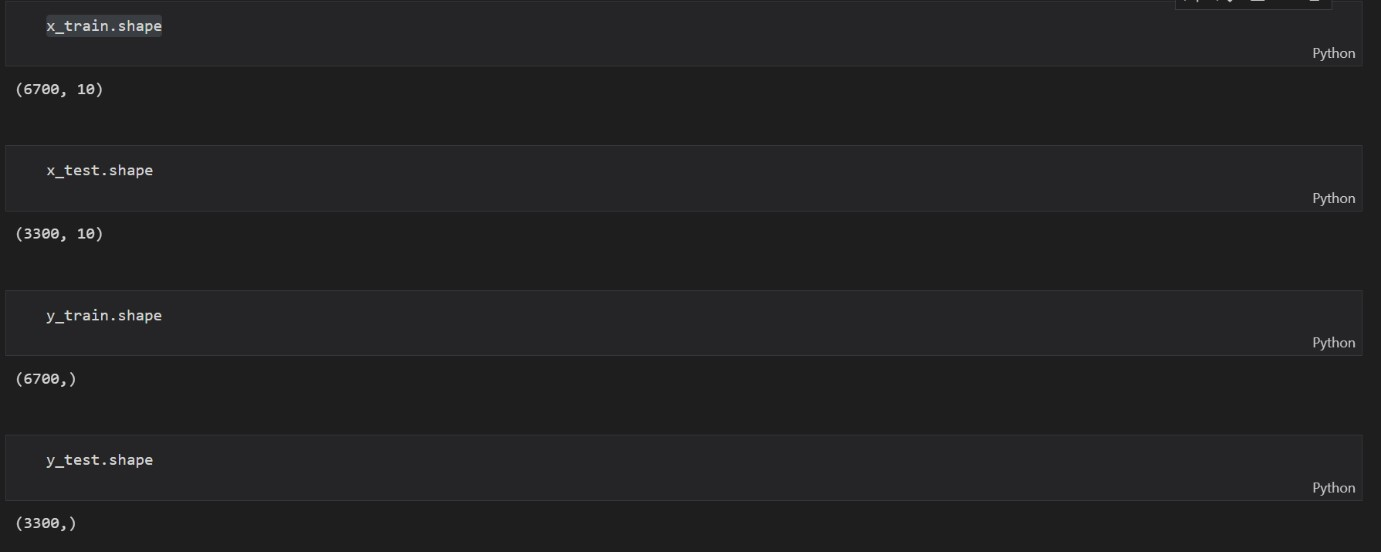 x_train.shape
Python
(6700, 10)
x_test.shape
Python
(3300, 10)
y_train.shape
Python
(6700,)
y_test.shape
Python
(3300,)